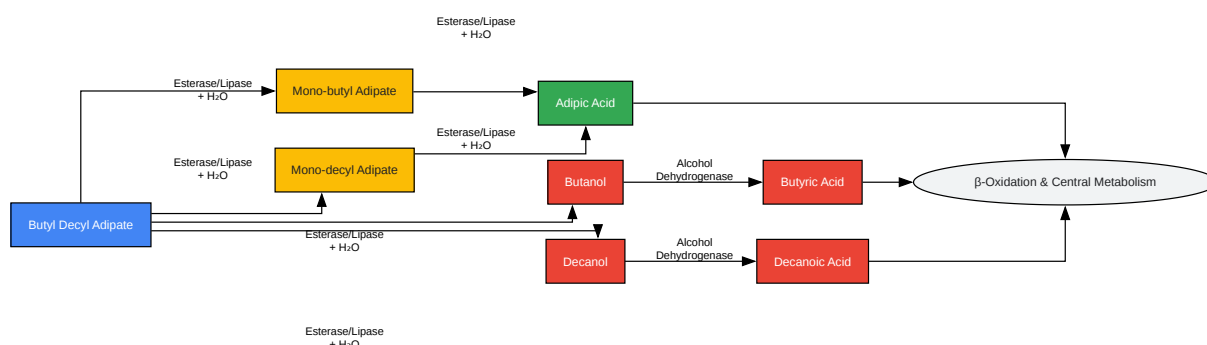 Esterase/Lipase
+ H₂O
Esterase/Lipase
+ H₂O
Mono-butyl Adipate
Adipic Acid
Esterase/Lipase
+ H₂O
Esterase/Lipase
+ H₂O
Mono-decyl Adipate
Butanol
Alcohol
Dehydrogenase
Butyric Acid
β-Oxidation & Central Metabolism
Butyl Decyl Adipate
Esterase/Lipase
+ H₂O
Decanol
Alcohol
Dehydrogenase
Decanoic Acid
Esterase/Lipase
+ H₂O